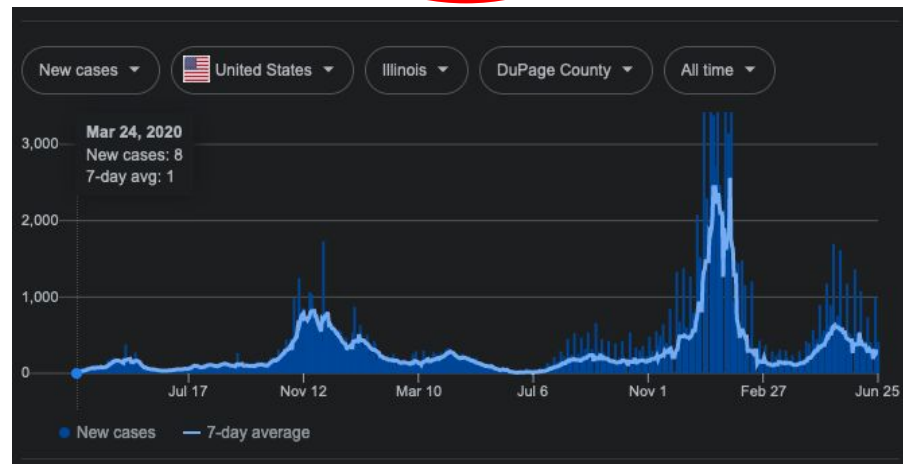 New cases United States Illinois DuPage County All time
Mar 24, 2020
New cases: 8
7-day avg: 1
3,000
2,000
1,000
0
Jul 17 Nov 12 Mar 10 Jul 6 Nov 1 Feb 27 Jun 25
New cases 7-day average